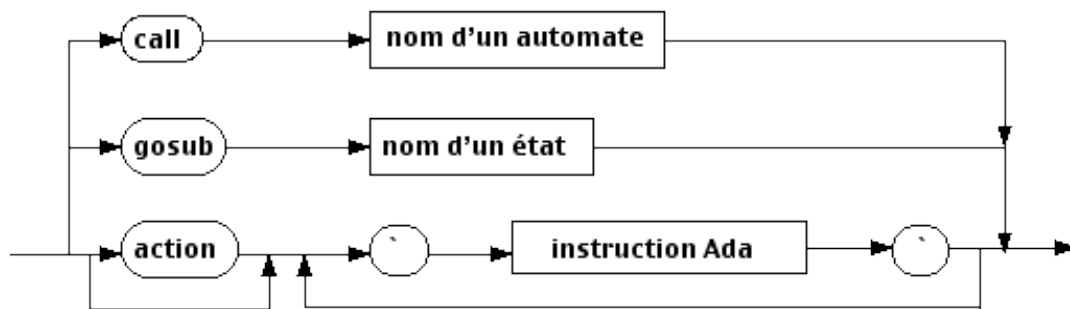 call nom d'un automate
gosub nom d'un état
action ` instruction Ada `